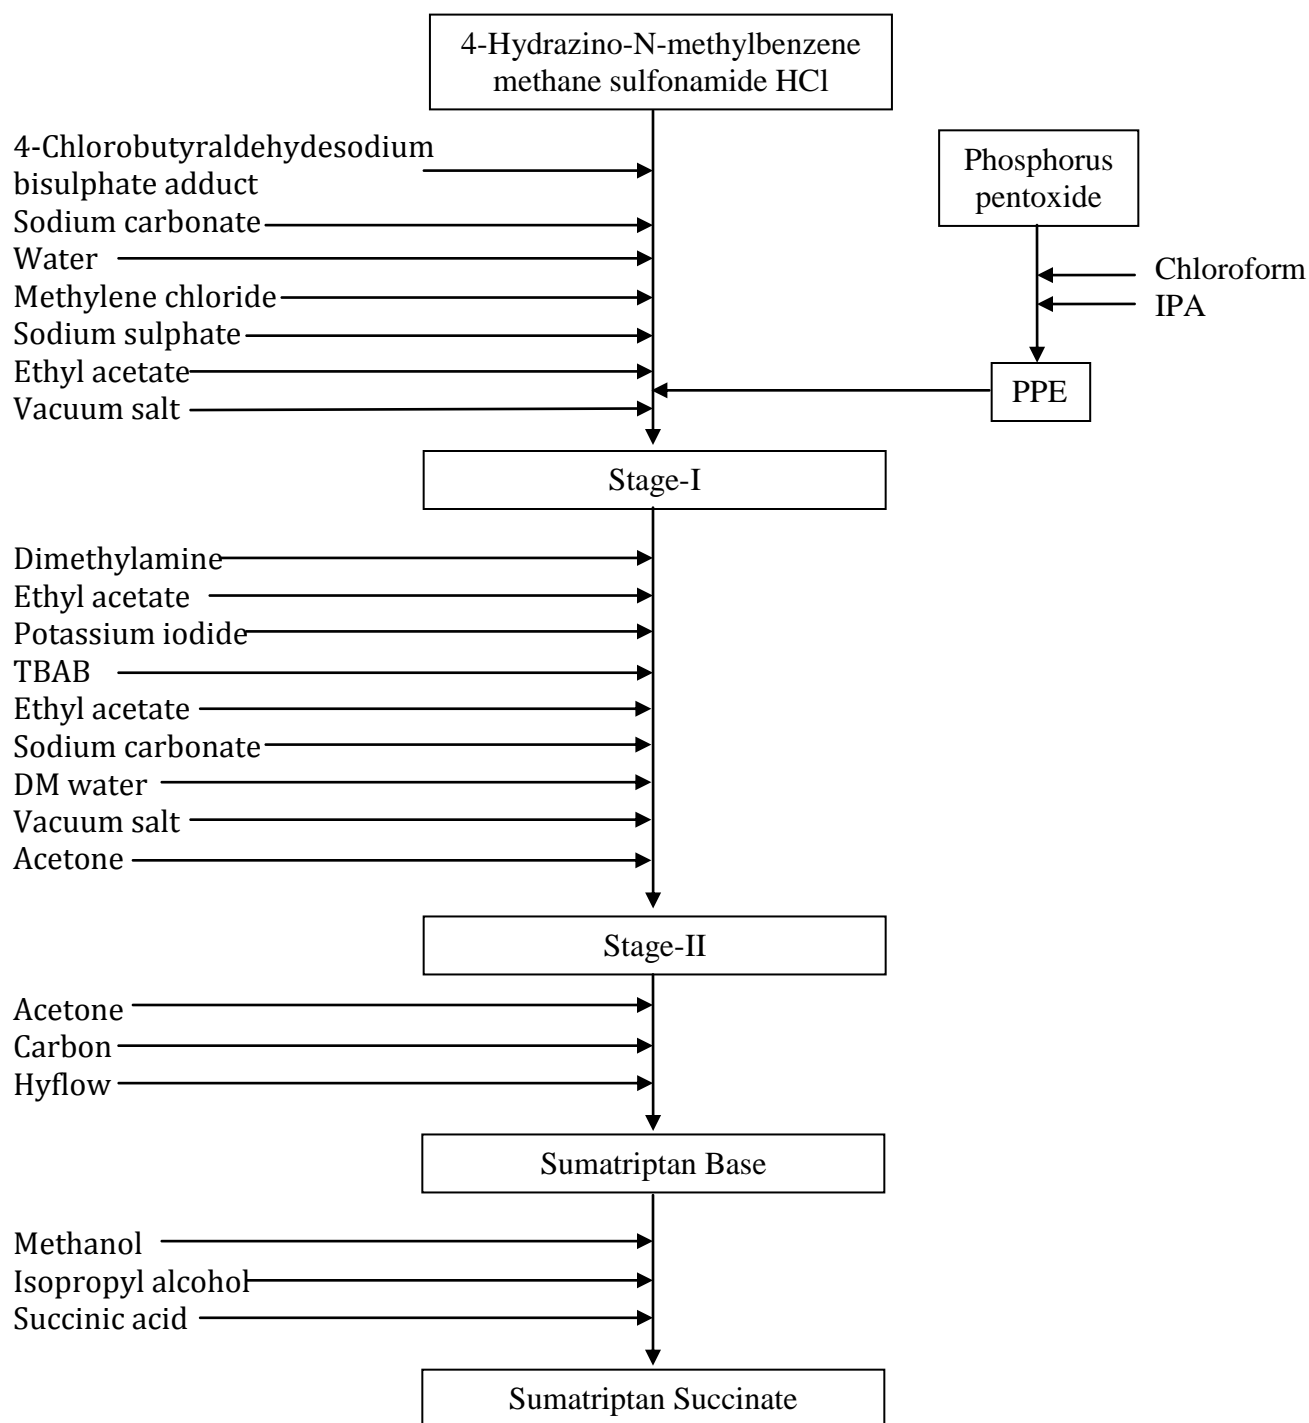 4-Hydrazino-N-methylbenzene
methane sulfonamide HCl
4-Chlorobutyraldehydesodium
bisulphate adduct
Sodium carbonate
Water
Methylene chloride
Sodium sulphate
Ethyl acetate
Vacuum salt
Phosphorus
pentoxide
Chloroform
IPA
PPE
Stage-I
Dimethylamine
Ethyl acetate
Potassium iodide
TBAB
Ethyl acetate
Sodium carbonate
DM water
Vacuum salt
Acetone
Stage-II
Acetone
Carbon
Hyflow
Sumatriptan Base
Methanol
Isopropyl alcohol
Succinic acid
Sumatriptan Succinate